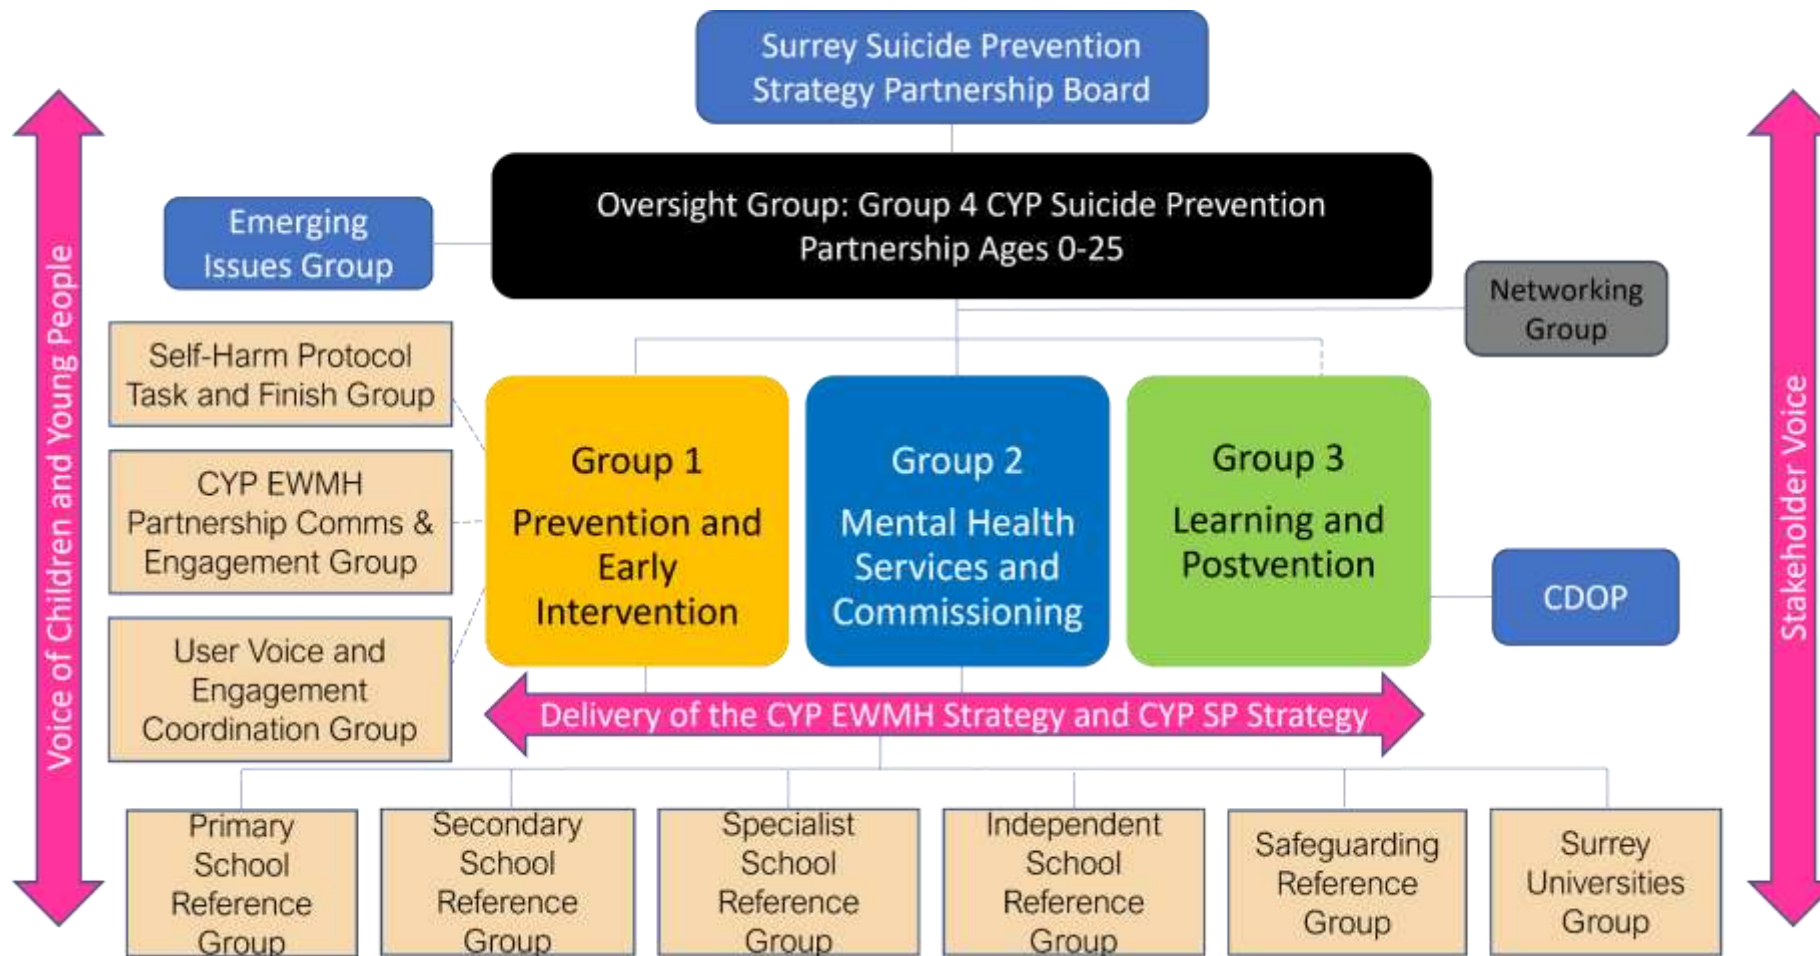 Surrey Suicide Prevention
Strategy Partnership Board
Oversight Group: Group 4 CYP Suicide Prevention
Partnership Ages 0-25
Emerging
Issues Group
Networking
Group
Voice of Children and Young People
Stakeholder Voice
Self-Harm Protocol
Task and Finish Group
CYP EWMH
Partnership Comms &
Engagement Group
User Voice and
Engagement
Coordination Group
Group 1
Prevention and
Early
Intervention
Group 2
Mental Health
Services and
Commissioning
Group 3
Learning and
Postvention
CDOP
Delivery of the CYP EWMH Strategy and CYP SP Strategy
Primary
School
Reference
Group
Secondary
School
Reference
Group
Specialist
School
Reference
Group
Independent
School
Reference
Group
Safeguarding
Reference
Group
Surrey
Universities
Group